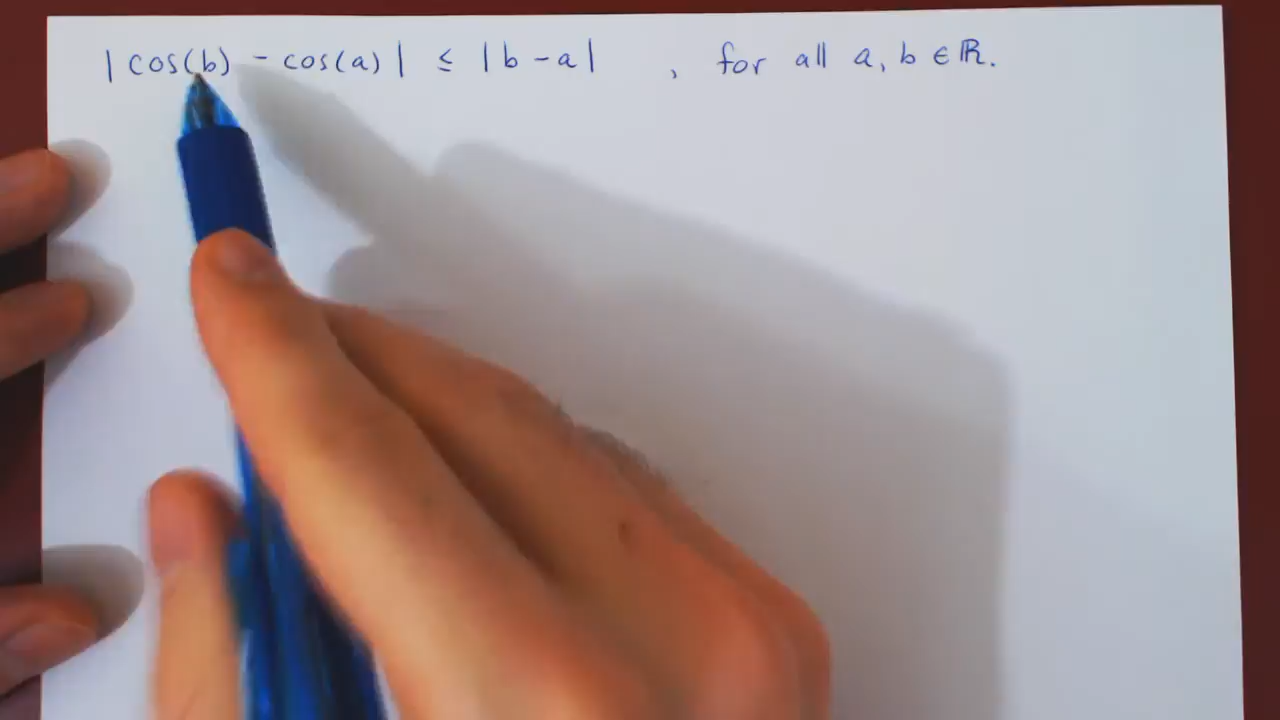 |cos(b) - cos(a)| ≤ |b - a| , for all a, b ∈ ℝ.